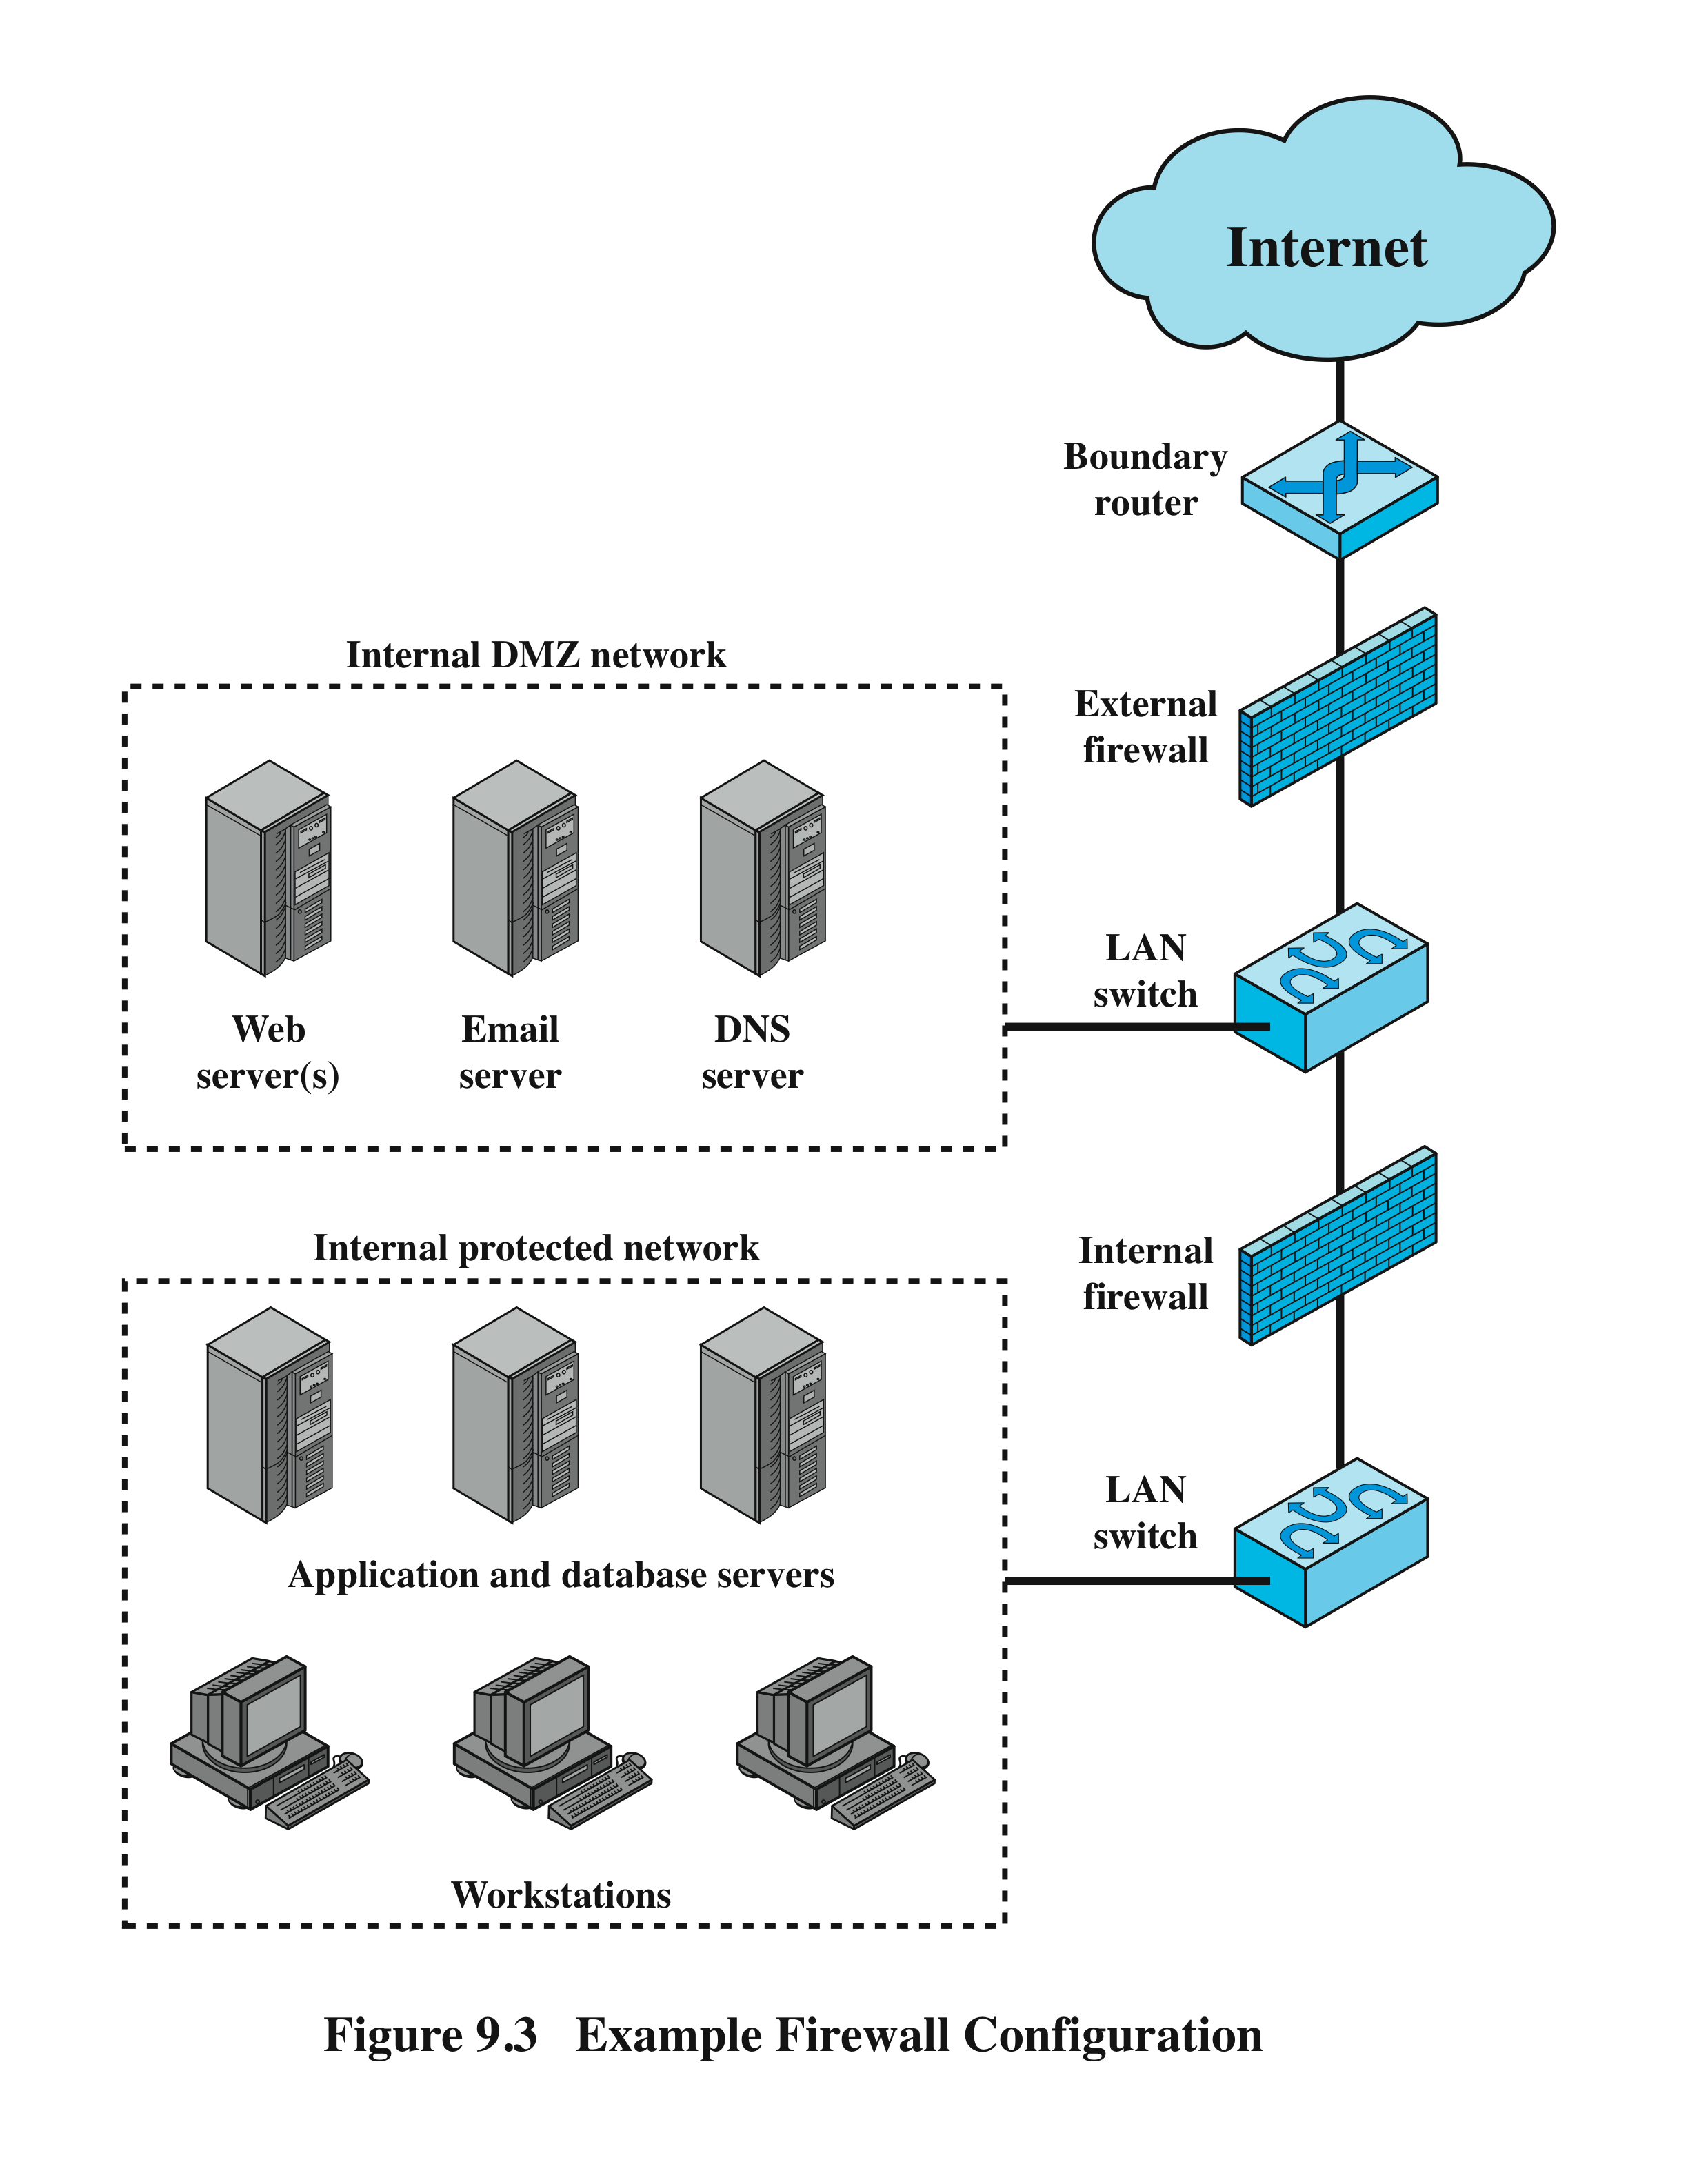 Internet
Boundary
router
Internal DMZ network
External
firewall
LAN
switch
Web
server(s)
Email
server
DNS
server
Internal protected network
Internal
firewall
LAN
switch
Application and database servers
Workstations
Figure 9.3   Example Firewall Configuration